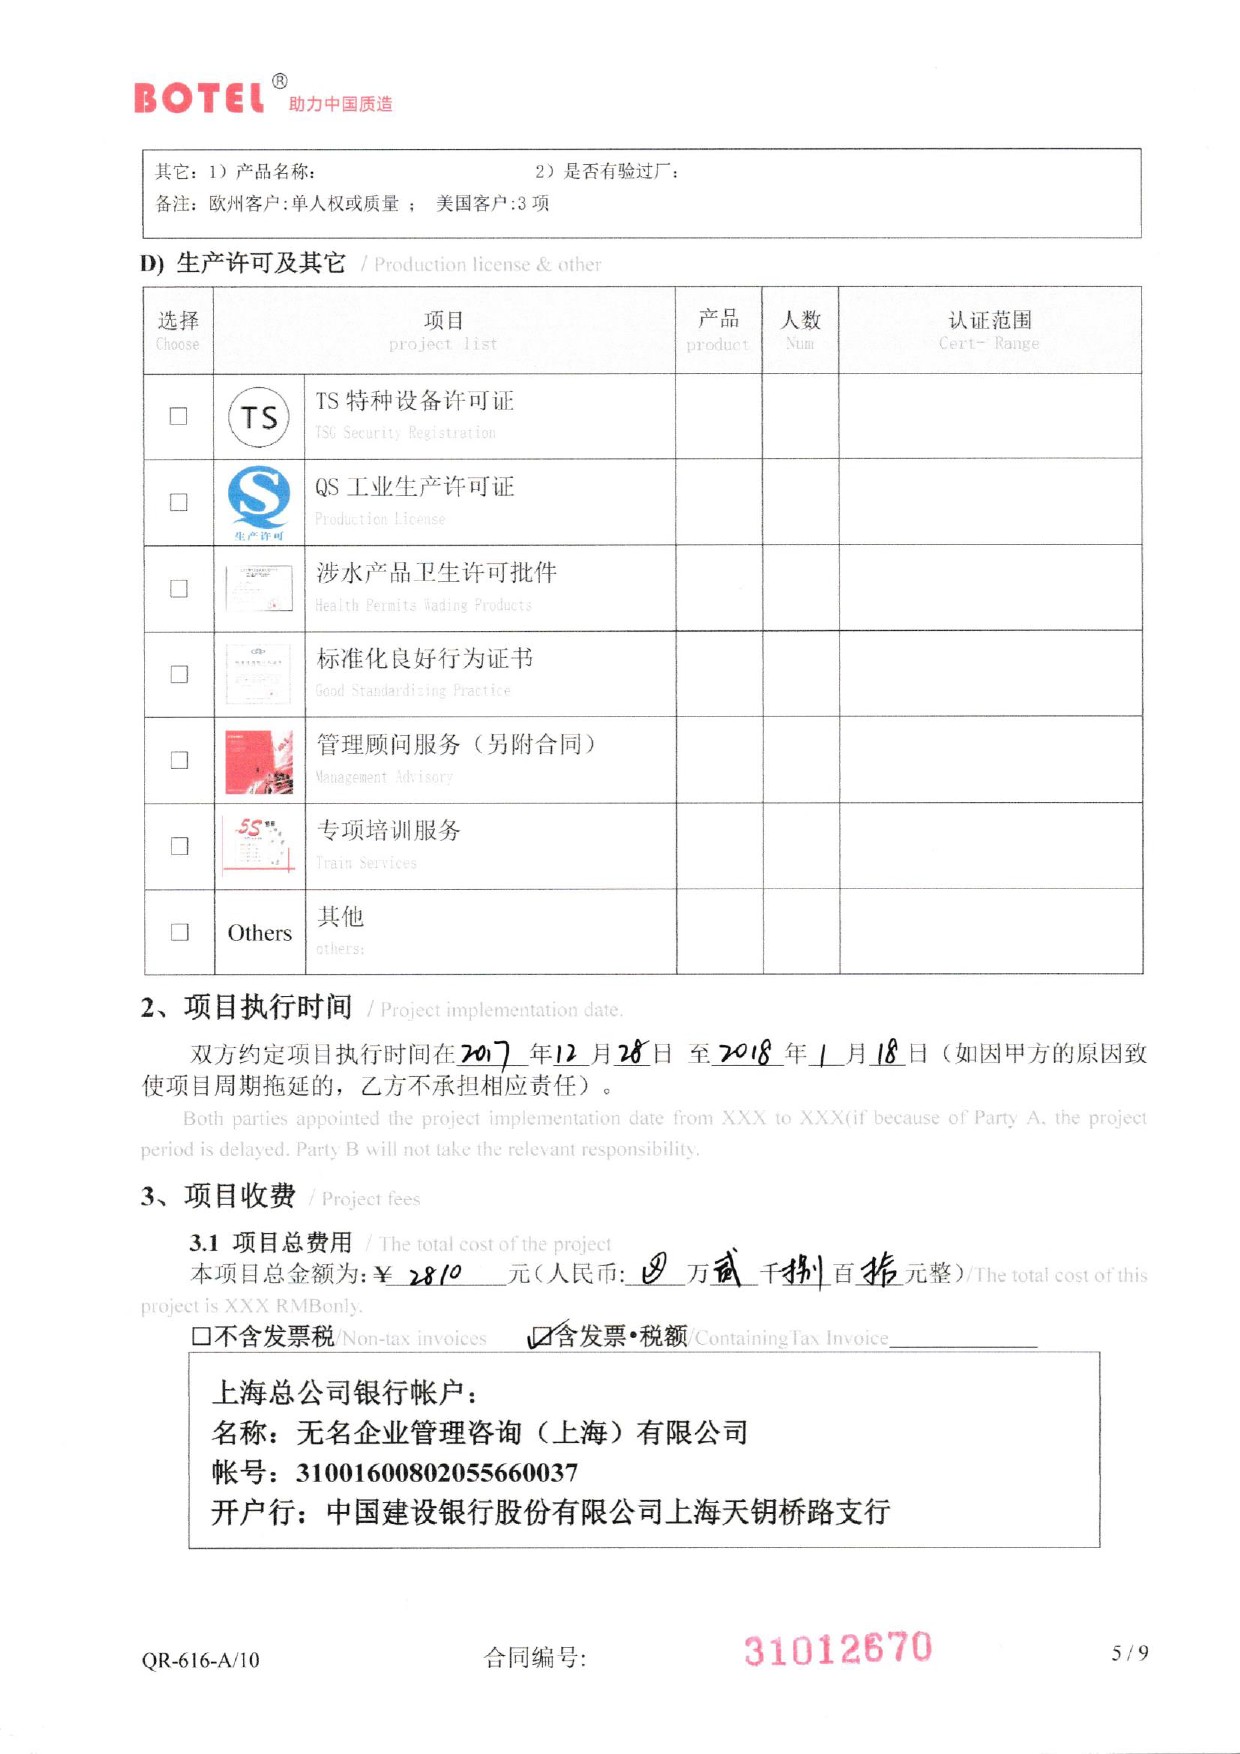 BOTEL® 助力中国质造
其它：1）产品名称： 2）是否有验过厂：
备注：欧州客户:单人权或质量 ； 美国客户:3 项
D) 生产许可及其它 / Production license & other
选择 项目 产品 人数 认证范围
Choose project list product Num Cert- Range
TS TS 特种设备许可证
TSG Security Registration
QS 工业生产许可证
生产许可 Production License
涉水产品卫生许可批件
Health Permits Wading Products
标准化良好行为证书
Good Standardizing Practice
管理顾问服务（另附合同）
Management Advisory
5S 专项培训服务
Train Services
Others 其他
others:
2、项目执行时间 / Project implementation date.
双方约定项目执行时间在 2017 年 12 月 28 日 至 2018 年 1 月 18 日（如因甲方的原因致
使项目周期拖延的，乙方不承担相应责任）。
Both parties appointed the project implementation date from XXX to XXX(if because of Party A, the project
period is delayed. Party B will not take the relevant responsibility.
3、项目收费 / Project fees
3.1 项目总费用 / The total cost of the project
本项目总金额为:￥ 2810 元(人民币: 万 贰 千 捌 百 拾 元整)/The total cost of this
project is XXX RMBonly.
□不含发票税/Non-tax invoices ☑含发票•税额/Containing Tax Invoice
上海总公司银行帐户：
名称：无名企业管理咨询（上海）有限公司
帐号：31001600802055660037
开户行：中国建设银行股份有限公司上海天钥桥路支行
QR-616-A/10 合同编号: 31012670 5 / 9